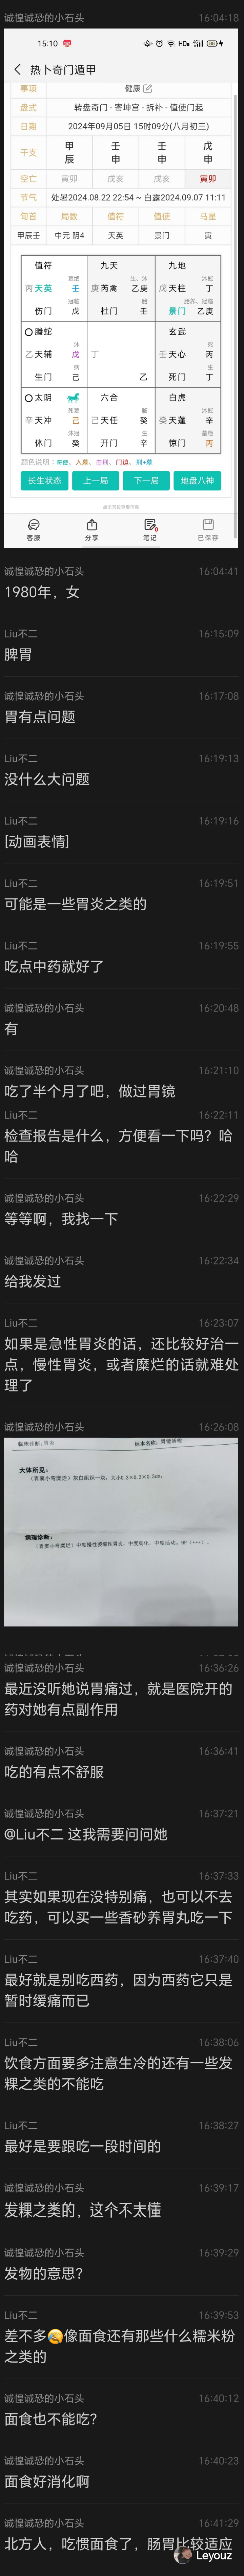 诚惶诚恐的小石头 16:04:18
15:10
热卜奇门遁甲
事项 健康
盘式 转盘奇门 - 寄坤宫 - 拆补 - 值使门起
日期 2024年09月05日 15时09分(八月初三)
干支 甲辰 壬申 壬申 戊申
空亡 寅卯 戌亥 戌亥 寅卯
节气 处暑2024.08.22 22:54 ~ 白露2024.09.07 11:11
旬首 局数 值符 值使 马星
甲辰壬 中元 阴4 天英 景门 寅
值符 九天 九地
墓绝 生、沐 沐冠
丙 天英 壬 庚 芮禽 乙庚 戊 天柱 丁
冠临 胎 胎养、冠临
伤门 戊 杜门 壬 景门 乙庚
螣蛇 玄武
沐 死
乙 天辅 戊 丁 壬 天心 丙
病 生
生门 己 乙 死门 丁
太阴 六合 白虎
死墓 绝 沐冠
辛 天冲 己 己 天任 癸 癸 天蓬 辛
沐冠 生 墓绝
休门 癸 开门 辛 惊门 丙
颜色说明：符使、入墓、击刑、门迫、刑+墓
长生状态 上一局 下一局 地盘八神
点击宫位查看信息
客服 分享 笔记 0 已保存
诚惶诚恐的小石头 16:04:41
1980年，女
Liu不二 16:15:09
脾胃
诚惶诚恐的小石头 16:17:08
胃有点问题
Liu不二 16:19:13
没什么大问题
Liu不二 16:19:16
[动画表情]
Liu不二 16:19:51
可能是一些胃炎之类的
Liu不二 16:19:55
吃点中药就好了
诚惶诚恐的小石头 16:20:48
有
诚惶诚恐的小石头 16:21:10
吃了半个月了吧，做过胃镜
Liu不二 16:22:11
检查报告是什么，方便看一下吗？哈
哈
诚惶诚恐的小石头 16:22:29
等等啊，我找一下
诚惶诚恐的小石头 16:22:34
给我发过
Liu不二 16:23:07
如果是急性胃炎的话，还比较好治一
点，慢性胃炎，或者糜烂的话就难处
理了
诚惶诚恐的小石头 16:26:08
临床诊断：胃炎 标本名称：胃镜活检
大体所见：
（胃窦小弯糜烂）灰白组织一块，大小0.3×0.3×0.3cm。
病理诊断：
（胃窦小弯糜烂）中度慢性萎缩性胃炎，中度肠化，中度活动，HP（---）。
诚惶诚恐的小石头 16:36:26
最近没听她说胃痛过，就是医院开的
药对她有点副作用
诚惶诚恐的小石头 16:36:41
吃的有点不舒服
诚惶诚恐的小石头 16:37:21
@Liu不二 这我需要问问她
Liu不二 16:37:33
其实如果现在没特别痛，也可以不去
吃药，可以买一些香砂养胃丸吃一下
Liu不二 16:37:40
最好就是别吃西药，因为西药它只是
暂时缓痛而已
Liu不二 16:38:06
饮食方面要多注意生冷的还有一些发
粿之类的不能吃
Liu不二 16:38:27
最好是要跟吃一段时间的
诚惶诚恐的小石头 16:39:17
发粿之类的，这个不太懂
诚惶诚恐的小石头 16:39:29
发物的意思？
Liu不二 16:39:53
差不多😂像面食还有那些什么糯米粉
之类的
诚惶诚恐的小石头 16:40:12
面食也不能吃？
诚惶诚恐的小石头 16:40:23
面食好消化啊
诚惶诚恐的小石头 16:41:29
北方人，吃惯面食了，肠胃比较适应
Leyouz